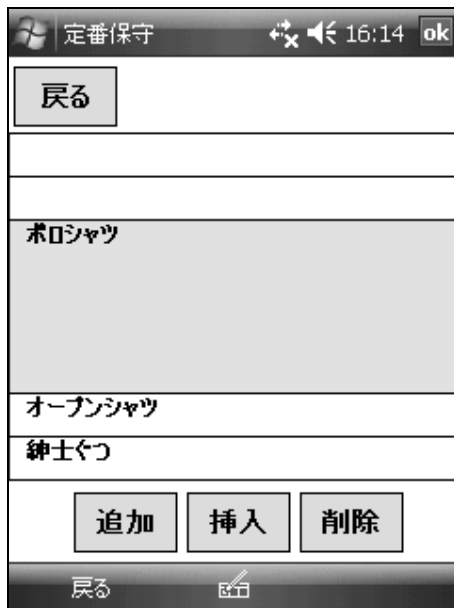 定番保守 16:14 ok
戻る
ポロシャツ
オープンシャツ
紳士ぐつ
追加 挿入 削除
戻る